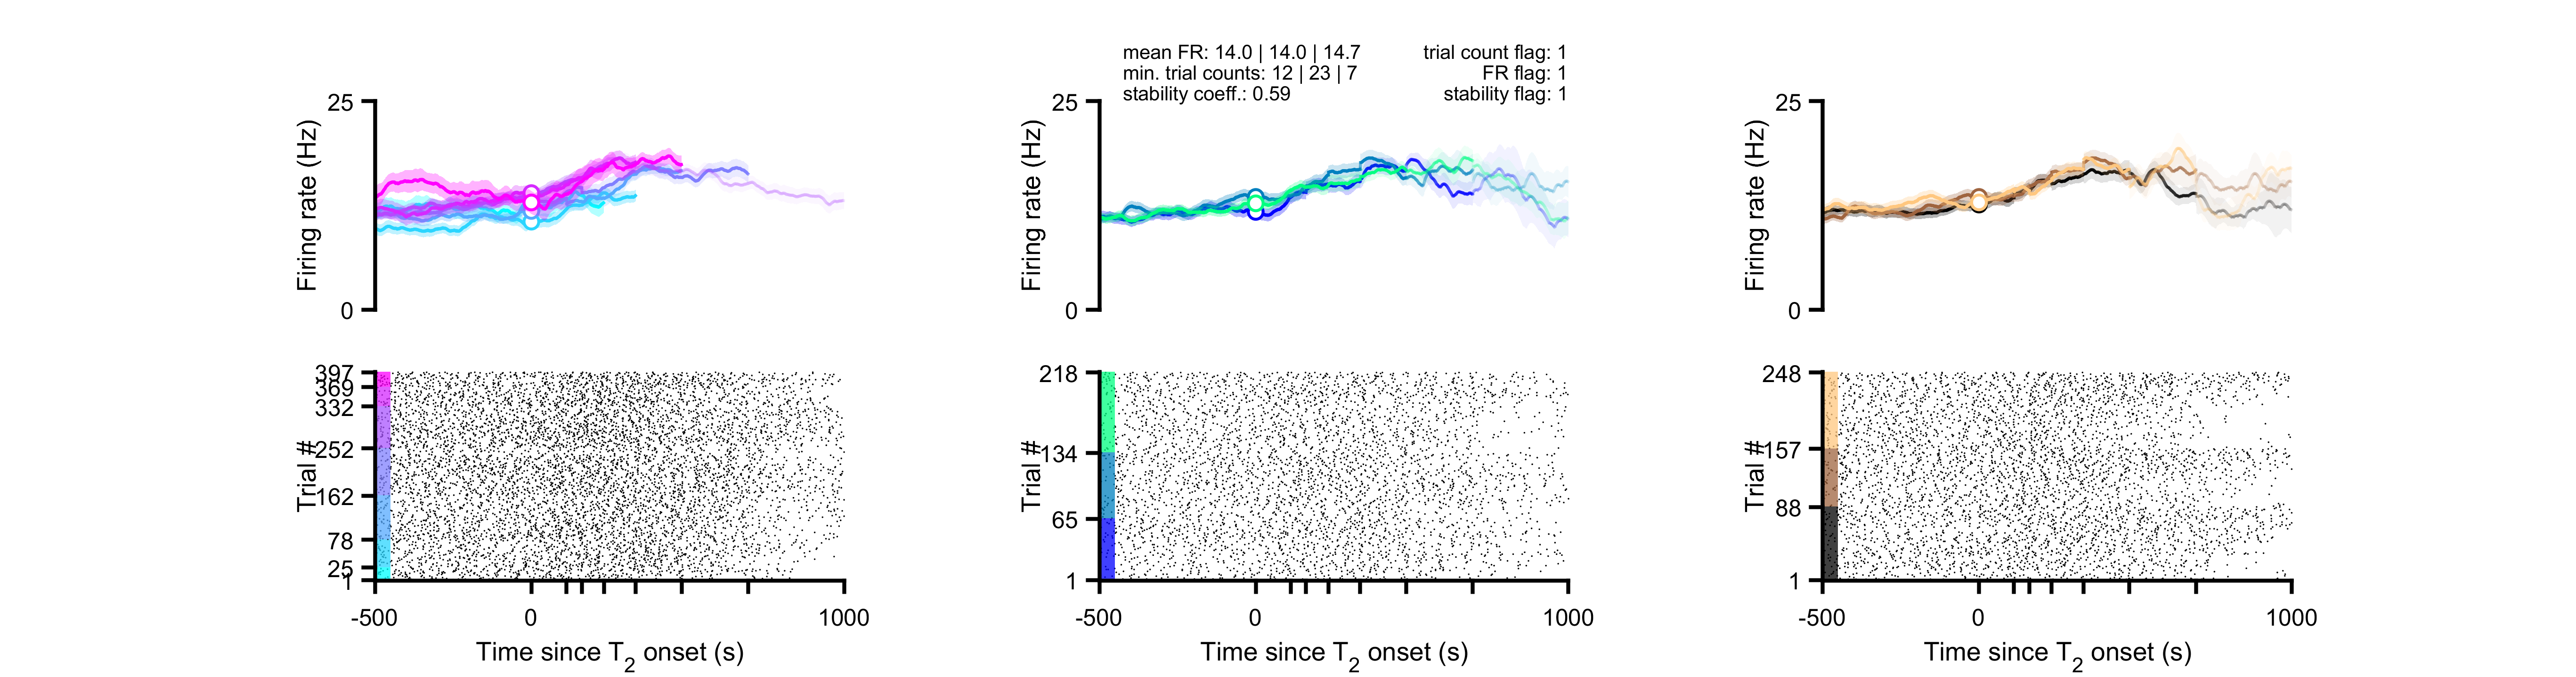 mean FR: 14.0 | 14.0 | 14.7
min. trial counts: 12 | 23 | 7
stability coeff.: 0.59
trial count flag: 1
FR flag: 1
stability flag: 1
25
Firing rate (Hz)
0
25
Firing rate (Hz)
0
25
Firing rate (Hz)
0
397
369
332
252
162
78
25
1
Trial #
-500
0
1000
Time since T2 onset (s)
218
134
65
1
Trial #
-500
0
1000
Time since T2 onset (s)
248
157
88
1
Trial #
-500
0
1000
Time since T2 onset (s)